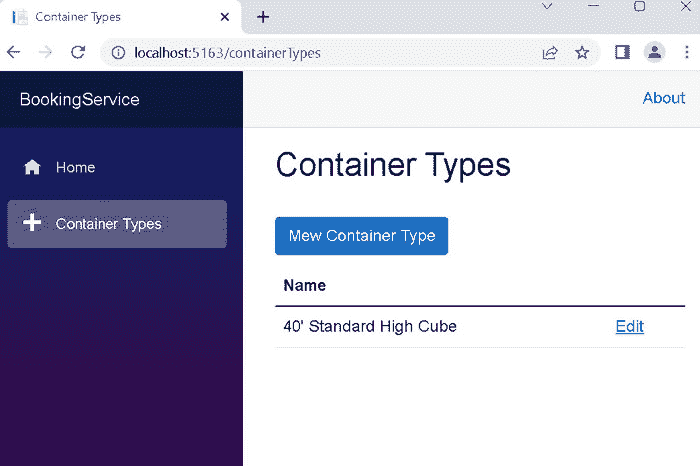 Container Types
localhost:5163/containerTypes
BookingService
About
Home
Container Types
Container Types
Mew Container Type
Name
40' Standard High Cube Edit